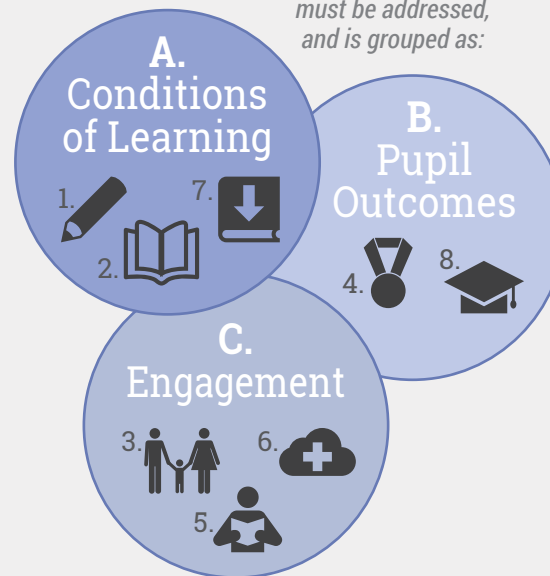 must be addressed,
and is grouped as:
A.
Conditions
of Learning
1.
7.
2.
B.
Pupil
Outcomes
4.
8.
C.
Engagement
3.
6.
5.